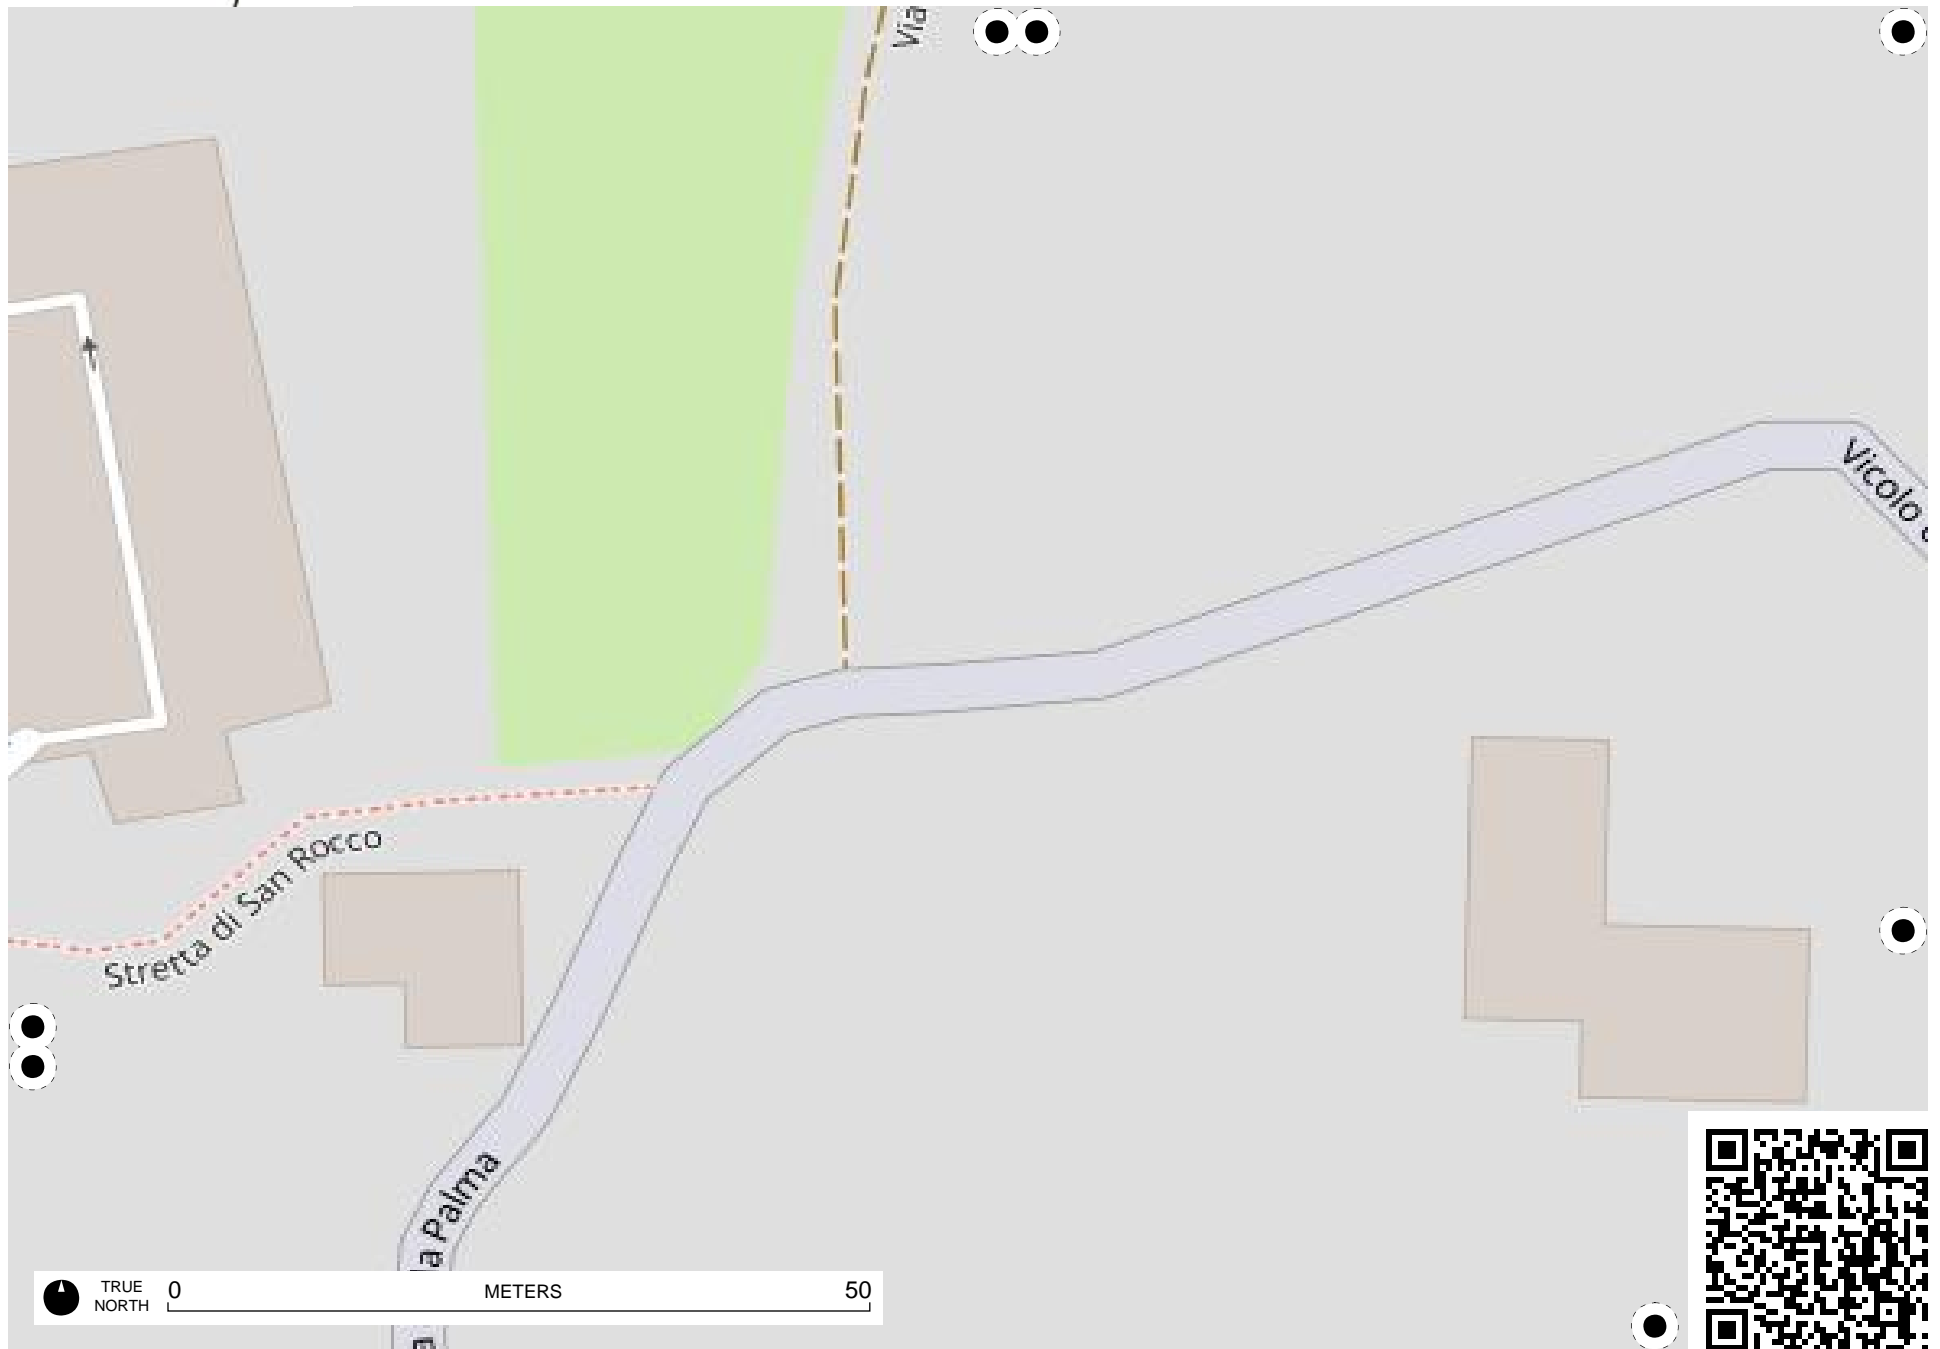 Via
Vicolo
Stretta di San Rocco
a Palma
TRUE
NORTH
0
METERS
50